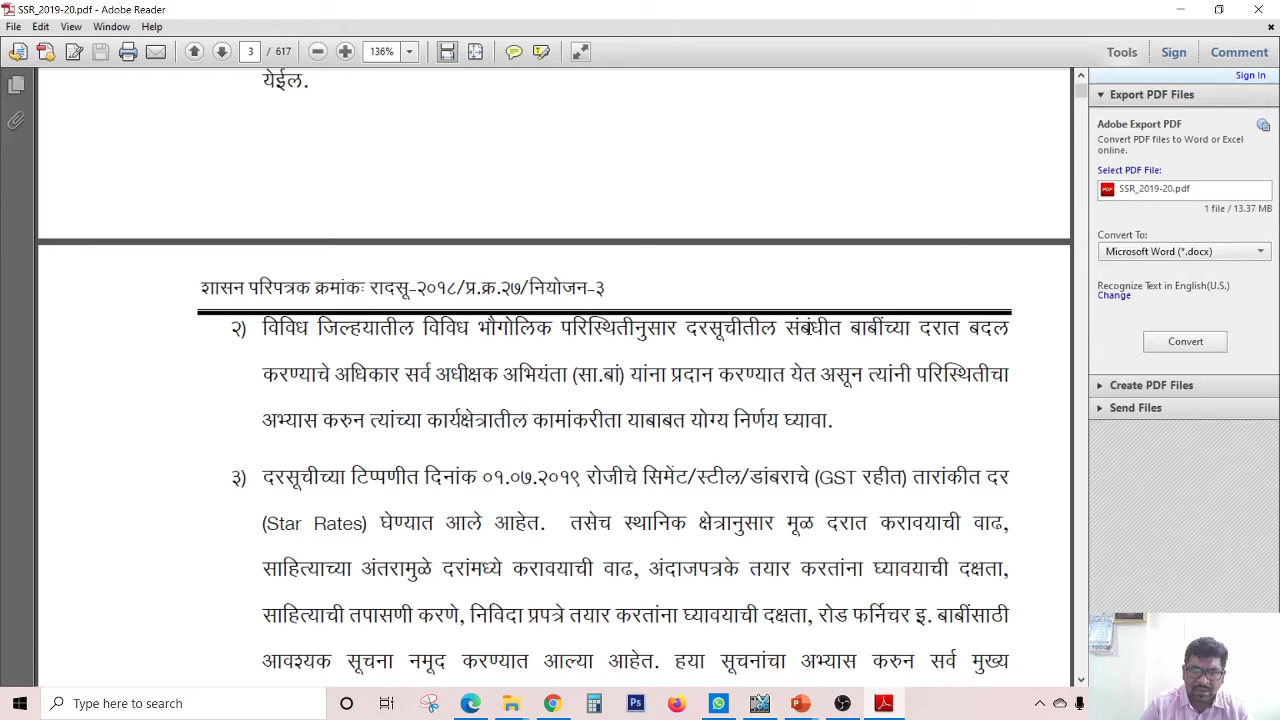 SSR_2019-20.pdf - Adobe Reader
File Edit View Window Help
3 / 617 136% Tools Sign Comment
येईल.
Sign In
Export PDF Files
Adobe Export PDF
Convert PDF files to Word or Excel
online.
Select PDF File:
SSR_2019-20.pdf
1 file / 13.37 MB
Convert To:
Microsoft Word (*.docx)
Recognize Text in English(U.S.)
Change
Convert
Create PDF Files
Send Files
शासन परिपत्रक क्रमांकः रादसू-२०१८/प्र.क्र.२७/नियोजन-३
२) विविध जिल्हयातील विविध भौगोलिक परिस्थितीनुसार दरसूचीतील संबंधीत बाबींच्या दरात बदल
करण्याचे अधिकार सर्व अधीक्षक अभियंता (सा.बां) यांना प्रदान करण्यात येत असून त्यांनी परिस्थितीचा
अभ्यास करुन त्यांच्या कार्यक्षेत्रातील कामांकरीता याबाबत योग्य निर्णय घ्यावा.
३) दरसूचीच्या टिप्पणीत दिनांक ०१.०७.२०१९ रोजीचे सिमेंट/स्टील/डांबराचे (GST रहीत) तारांकीत दर
(Star Rates) घेण्यात आले आहेत. तसेच स्थानिक क्षेत्रानुसार मूळ दरात करावयाची वाढ,
साहित्याच्या अंतरामुळे दरांमध्ये करावयाची वाढ, अंदाजपत्रके तयार करतांना घ्यावयाची दक्षता,
साहित्याची तपासणी करणे, निविदा प्रपत्रे तयार करतांना घ्यावयाची दक्षता, रोड फर्निचर इ. बाबींसाठी
आवश्यक सूचना नमूद करण्यात आल्या आहेत. हया सूचनांचा अभ्यास करुन सर्व मुख्य
Type here to search
Ps